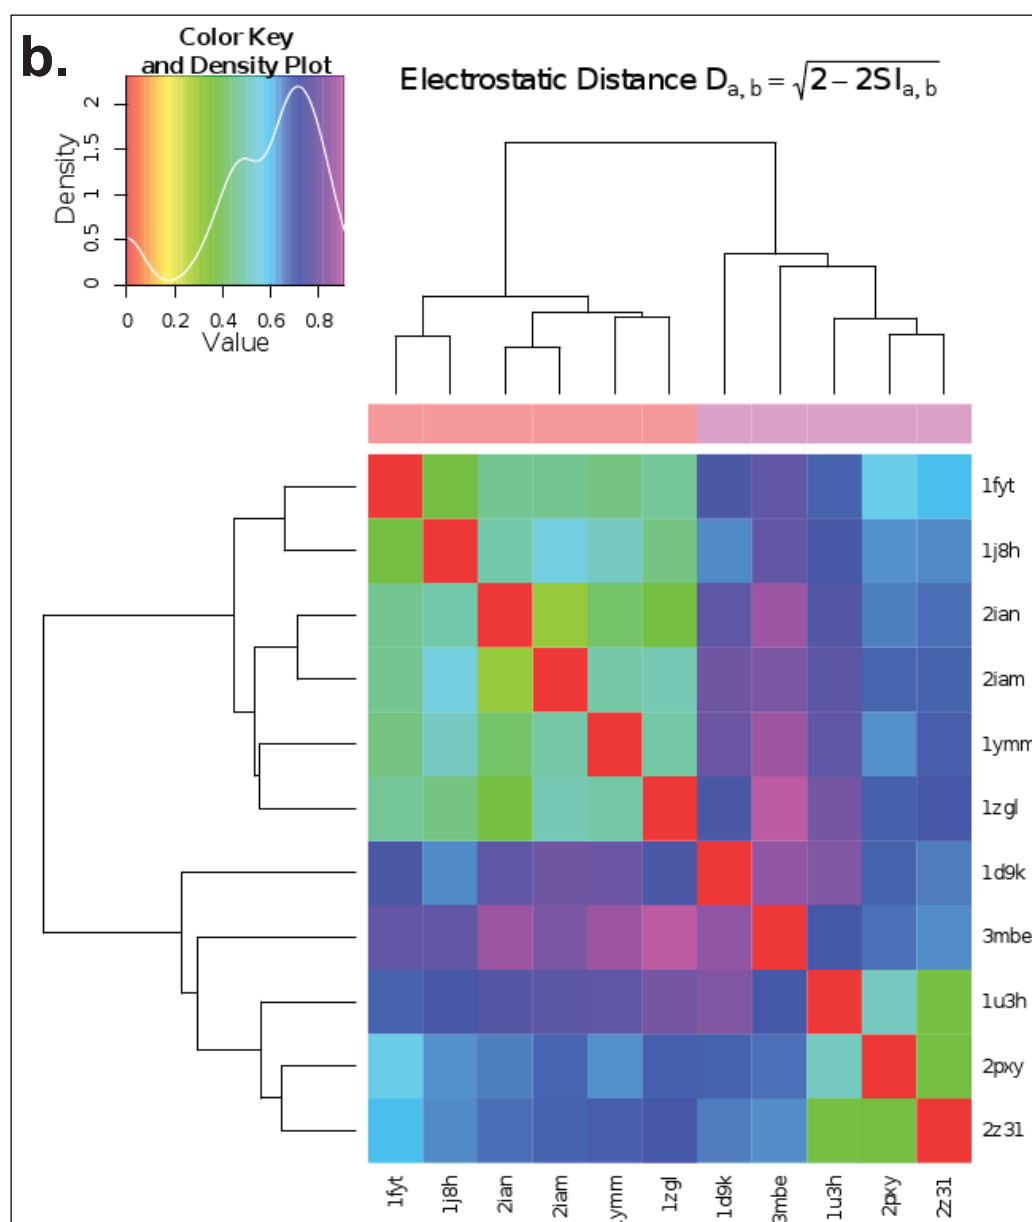 b.
Color Key
and Density Plot
Density
0
0.5
1
1.5
2
0 0.2 0.4 0.6 0.8
Value
Electrostatic Distance Dₐ, b = √2 − 2SIₐ, b
1fyt
1j8h
2ian
2iam
1ymm
1zgl
1d9k
3mbe
1u3h
2pxy
2z31
1fyt 1j8h 2ian 2iam .ymm 1zgl 1d9k 3mbe 1u3h 2pxy 2z31